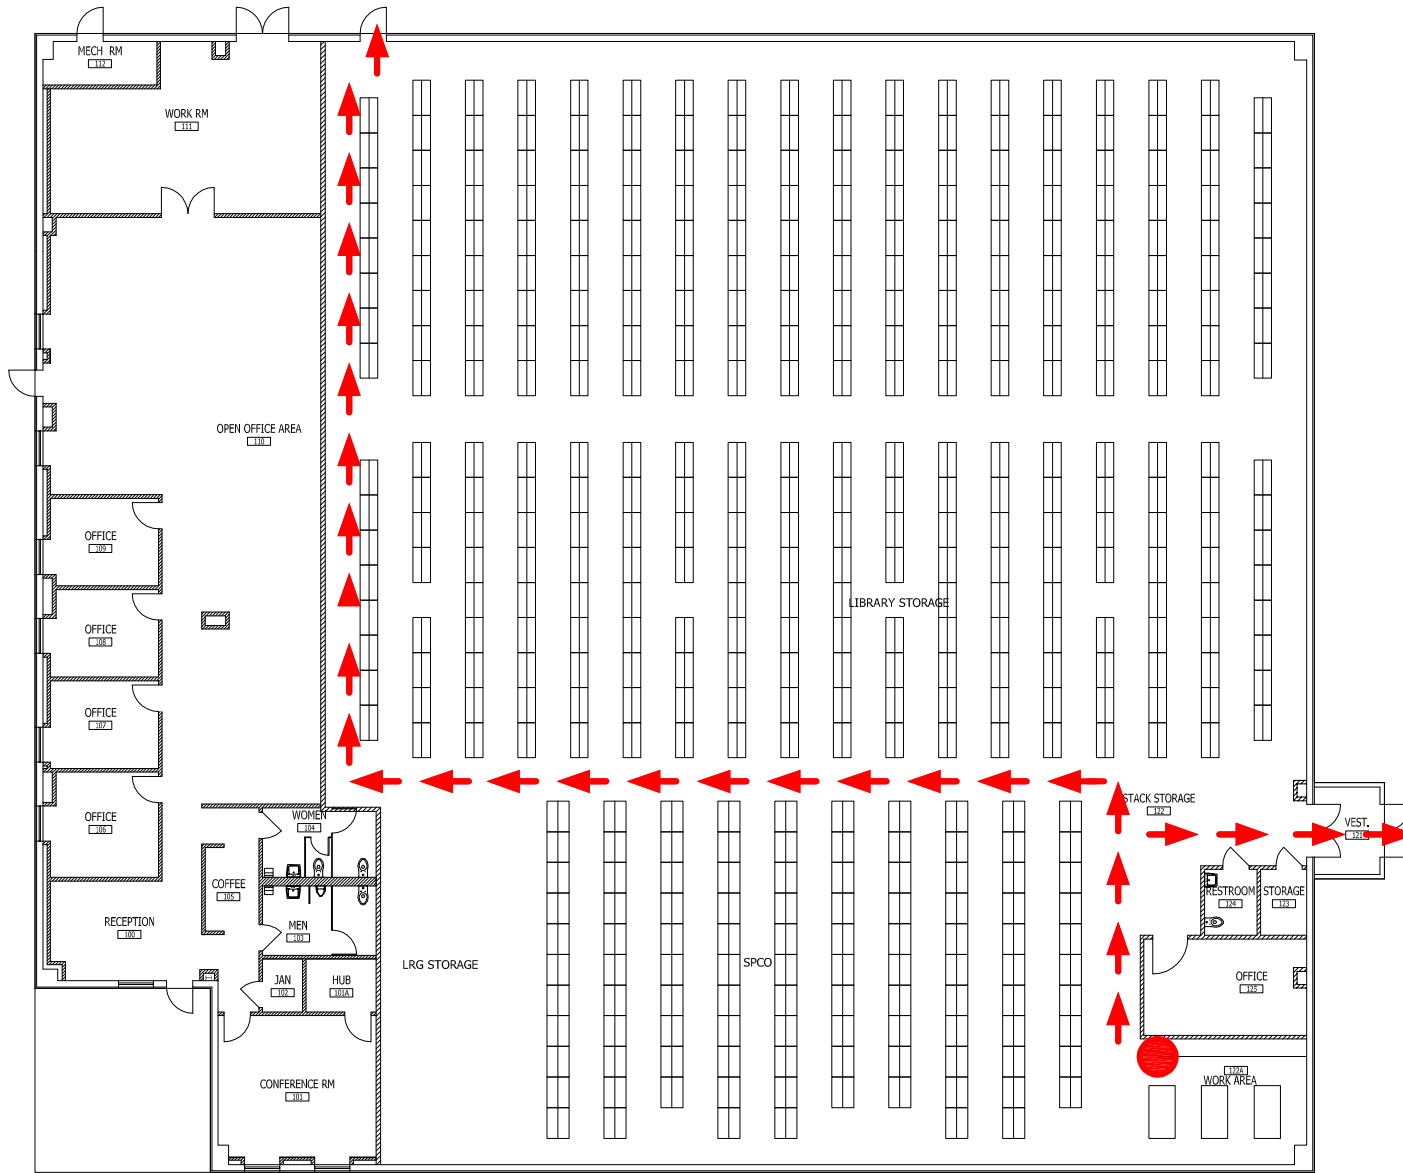 MECH RM
112
WORK RM
111
OPEN OFFICE AREA
110
OFFICE
109
LIBRARY STORAGE
OFFICE
108
OFFICE
107
STACK STORAGE
122
OFFICE
106
WOMEN
104
VEST.
121
COFFEE
105
RESTROOM
124
STORAGE
123
RECEPTION
100
MEN
103
LRG STORAGE
SPCO
JAN
102
HUB
101A
OFFICE
125
CONFERENCE RM
101
122A
WORK AREA